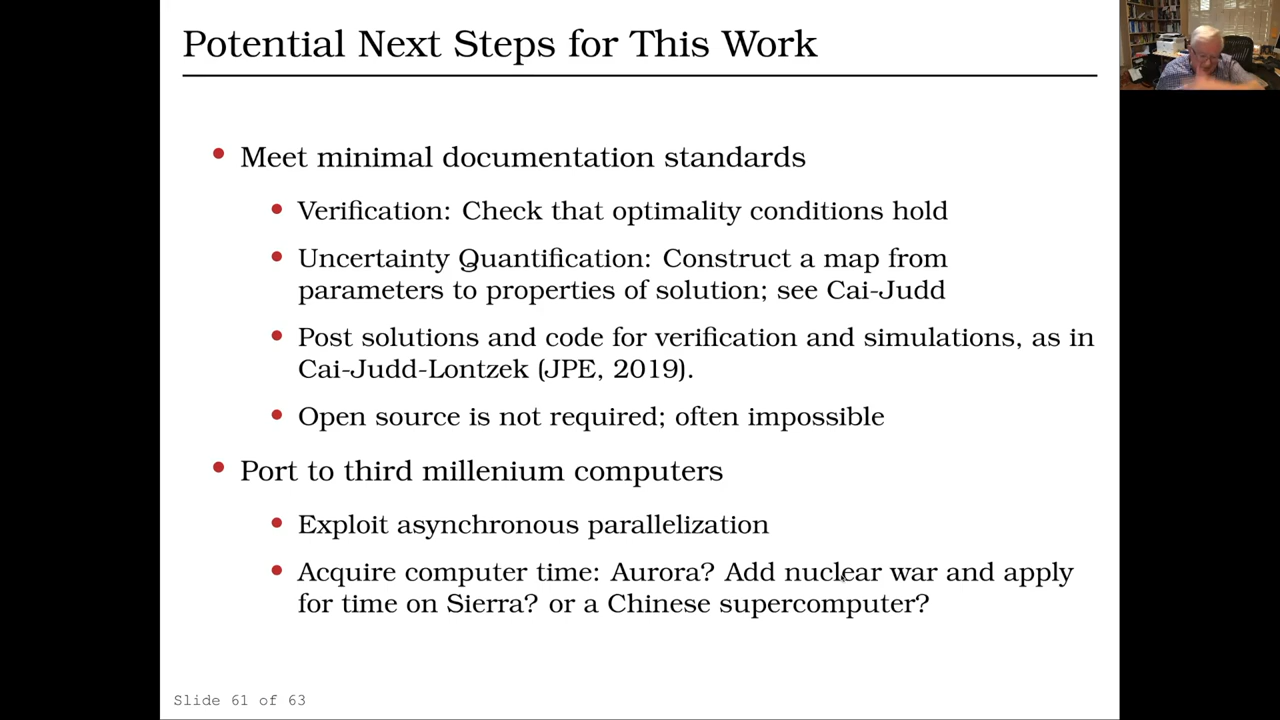 Potential Next Steps for This Work
• Meet minimal documentation standards
• Verification: Check that optimality conditions hold
• Uncertainty Quantification: Construct a map from
parameters to properties of solution; see Cai-Judd
• Post solutions and code for verification and simulations, as in
Cai-Judd-Lontzek (JPE, 2019).
• Open source is not required; often impossible
• Port to third millenium computers
• Exploit asynchronous parallelization
• Acquire computer time: Aurora? Add nuclear war and apply
for time on Sierra? or a Chinese supercomputer?
Slide 61 of 63